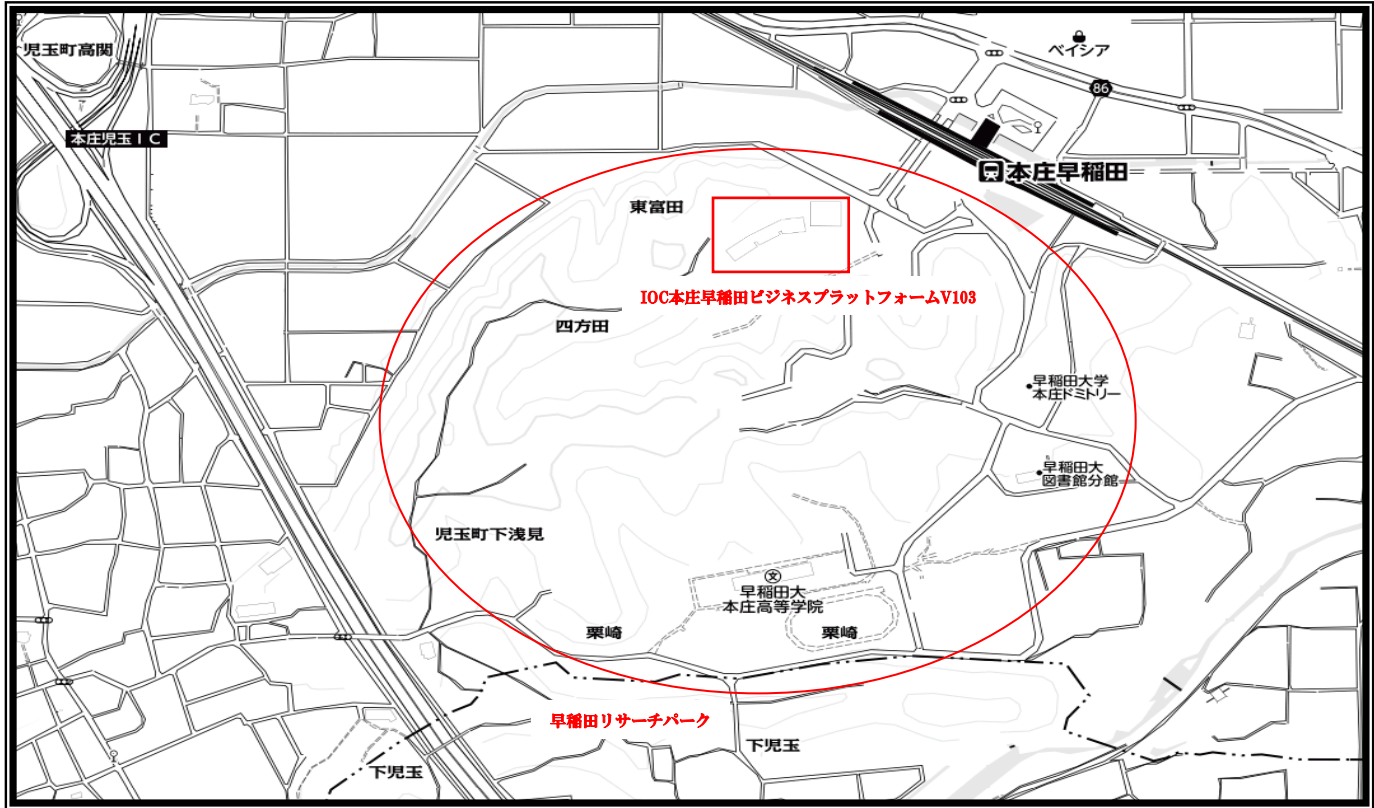 児玉町高関
ベイシア
86
本庄児玉IC
本庄早稲田
東富田
IOC本庄早稲田ビジネスプラットフォームV103
四方田
早稲田大学
本庄ドミトリー
早稲田大
図書館分館
児玉町下浅見
文
早稲田大
本庄高等学院
栗崎
栗崎
早稲田リサーチパーク
下児玉
下児玉